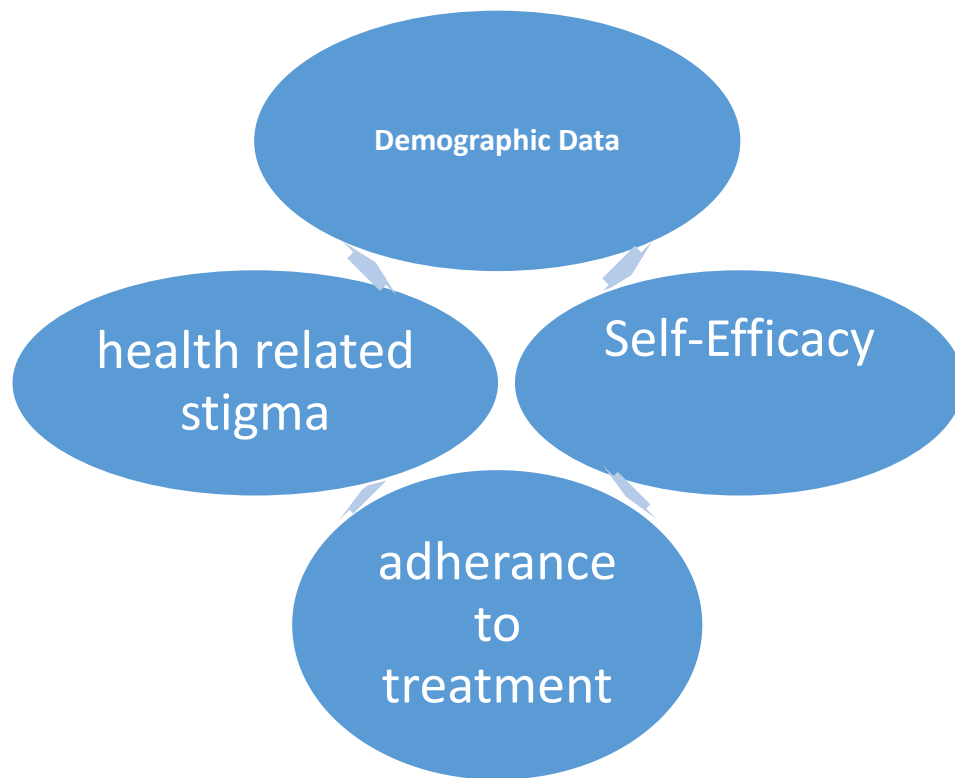 Demographic Data
health related
stigma
Self-Efficacy
adherance
to
treatment